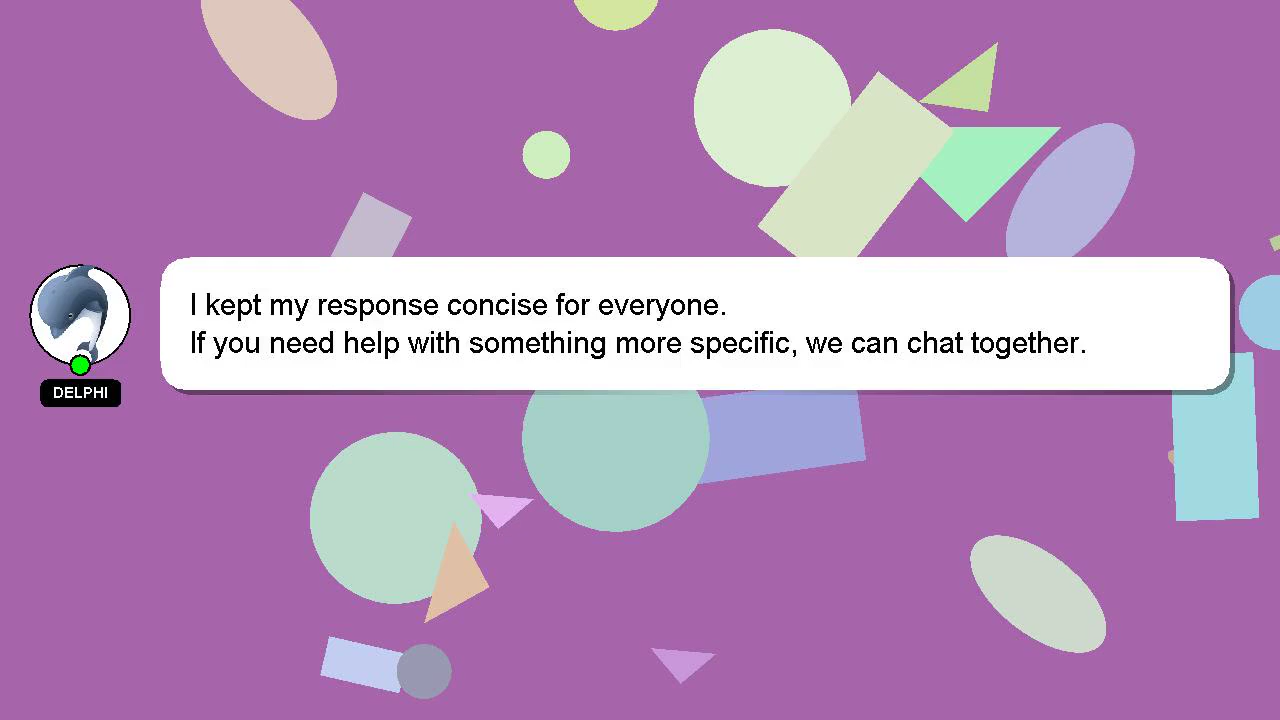 I kept my response concise for everyone.
If you need help with something more specific, we can chat together.
DELPHI